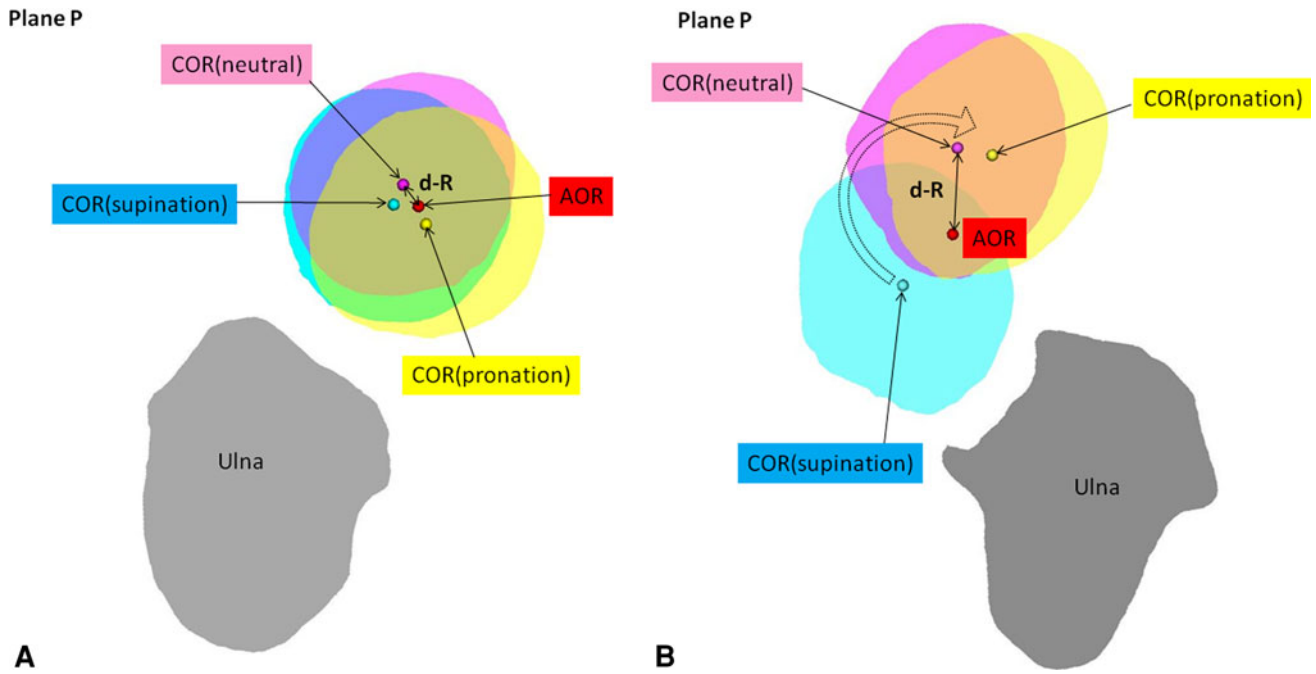 Plane P
COR(neutral)
d-R
COR(supination)
AOR
COR(pronation)
Ulna
A
Plane P
COR(neutral)
COR(pronation)
d-R
AOR
COR(supination)
Ulna
B